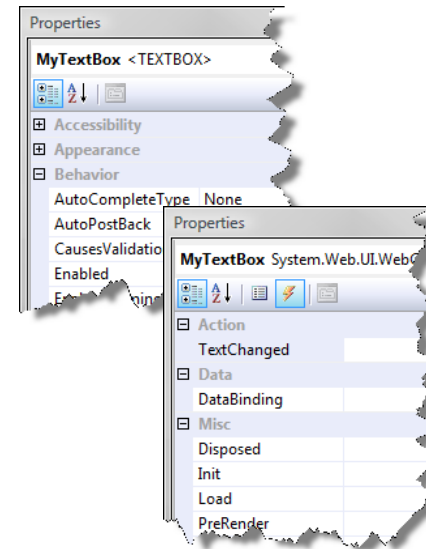 Properties
MyTextBox <TEXTBOX>
Accessibility
Appearance
Behavior
AutoCompleteType None
AutoPostBack
Enabled
Properties
MyTextBox System.Web.UI.WebC
Action
TextChanged
Data
DataBinding
Misc
Disposed
Init
Load
PreRender